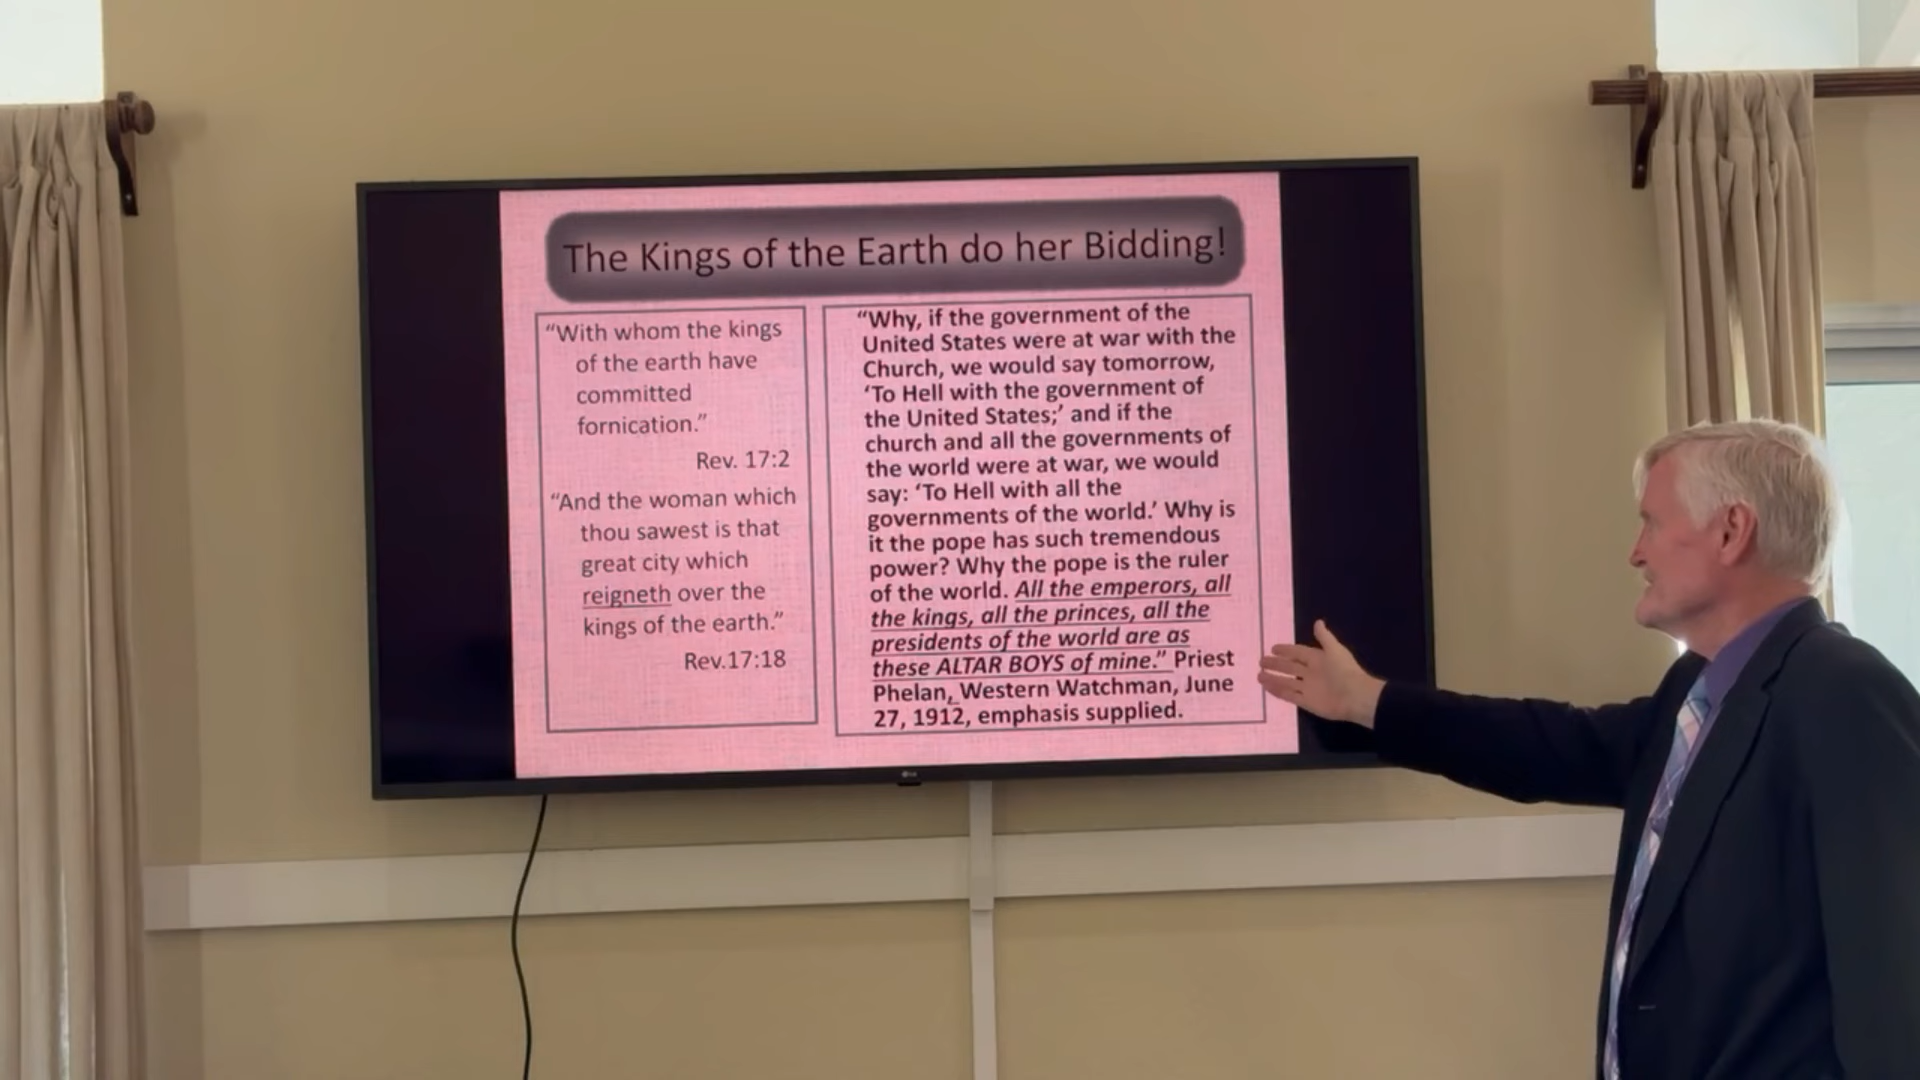 The Kings of the Earth do her Bidding!
“With whom the kings
of the earth have
committed
fornication.”
Rev. 17:2
“And the woman which
thou sawest is that
great city which
reigneth over the
kings of the earth.”
Rev.17:18
“Why, if the government of the
United States were at war with the
Church, we would say tomorrow,
‘To Hell with the government of
the United States;’ and if the
church and all the governments of
the world were at war, we would
say: ‘To Hell with all the
governments of the world.’ Why is
it the pope has such tremendous
power? Why the pope is the ruler
of the world. All the emperors, all
the kings, all the princes, all the
presidents of the world are as
these ALTAR BOYS of mine.” Priest
Phelan, Western Watchman, June
27, 1912, emphasis supplied.
LG